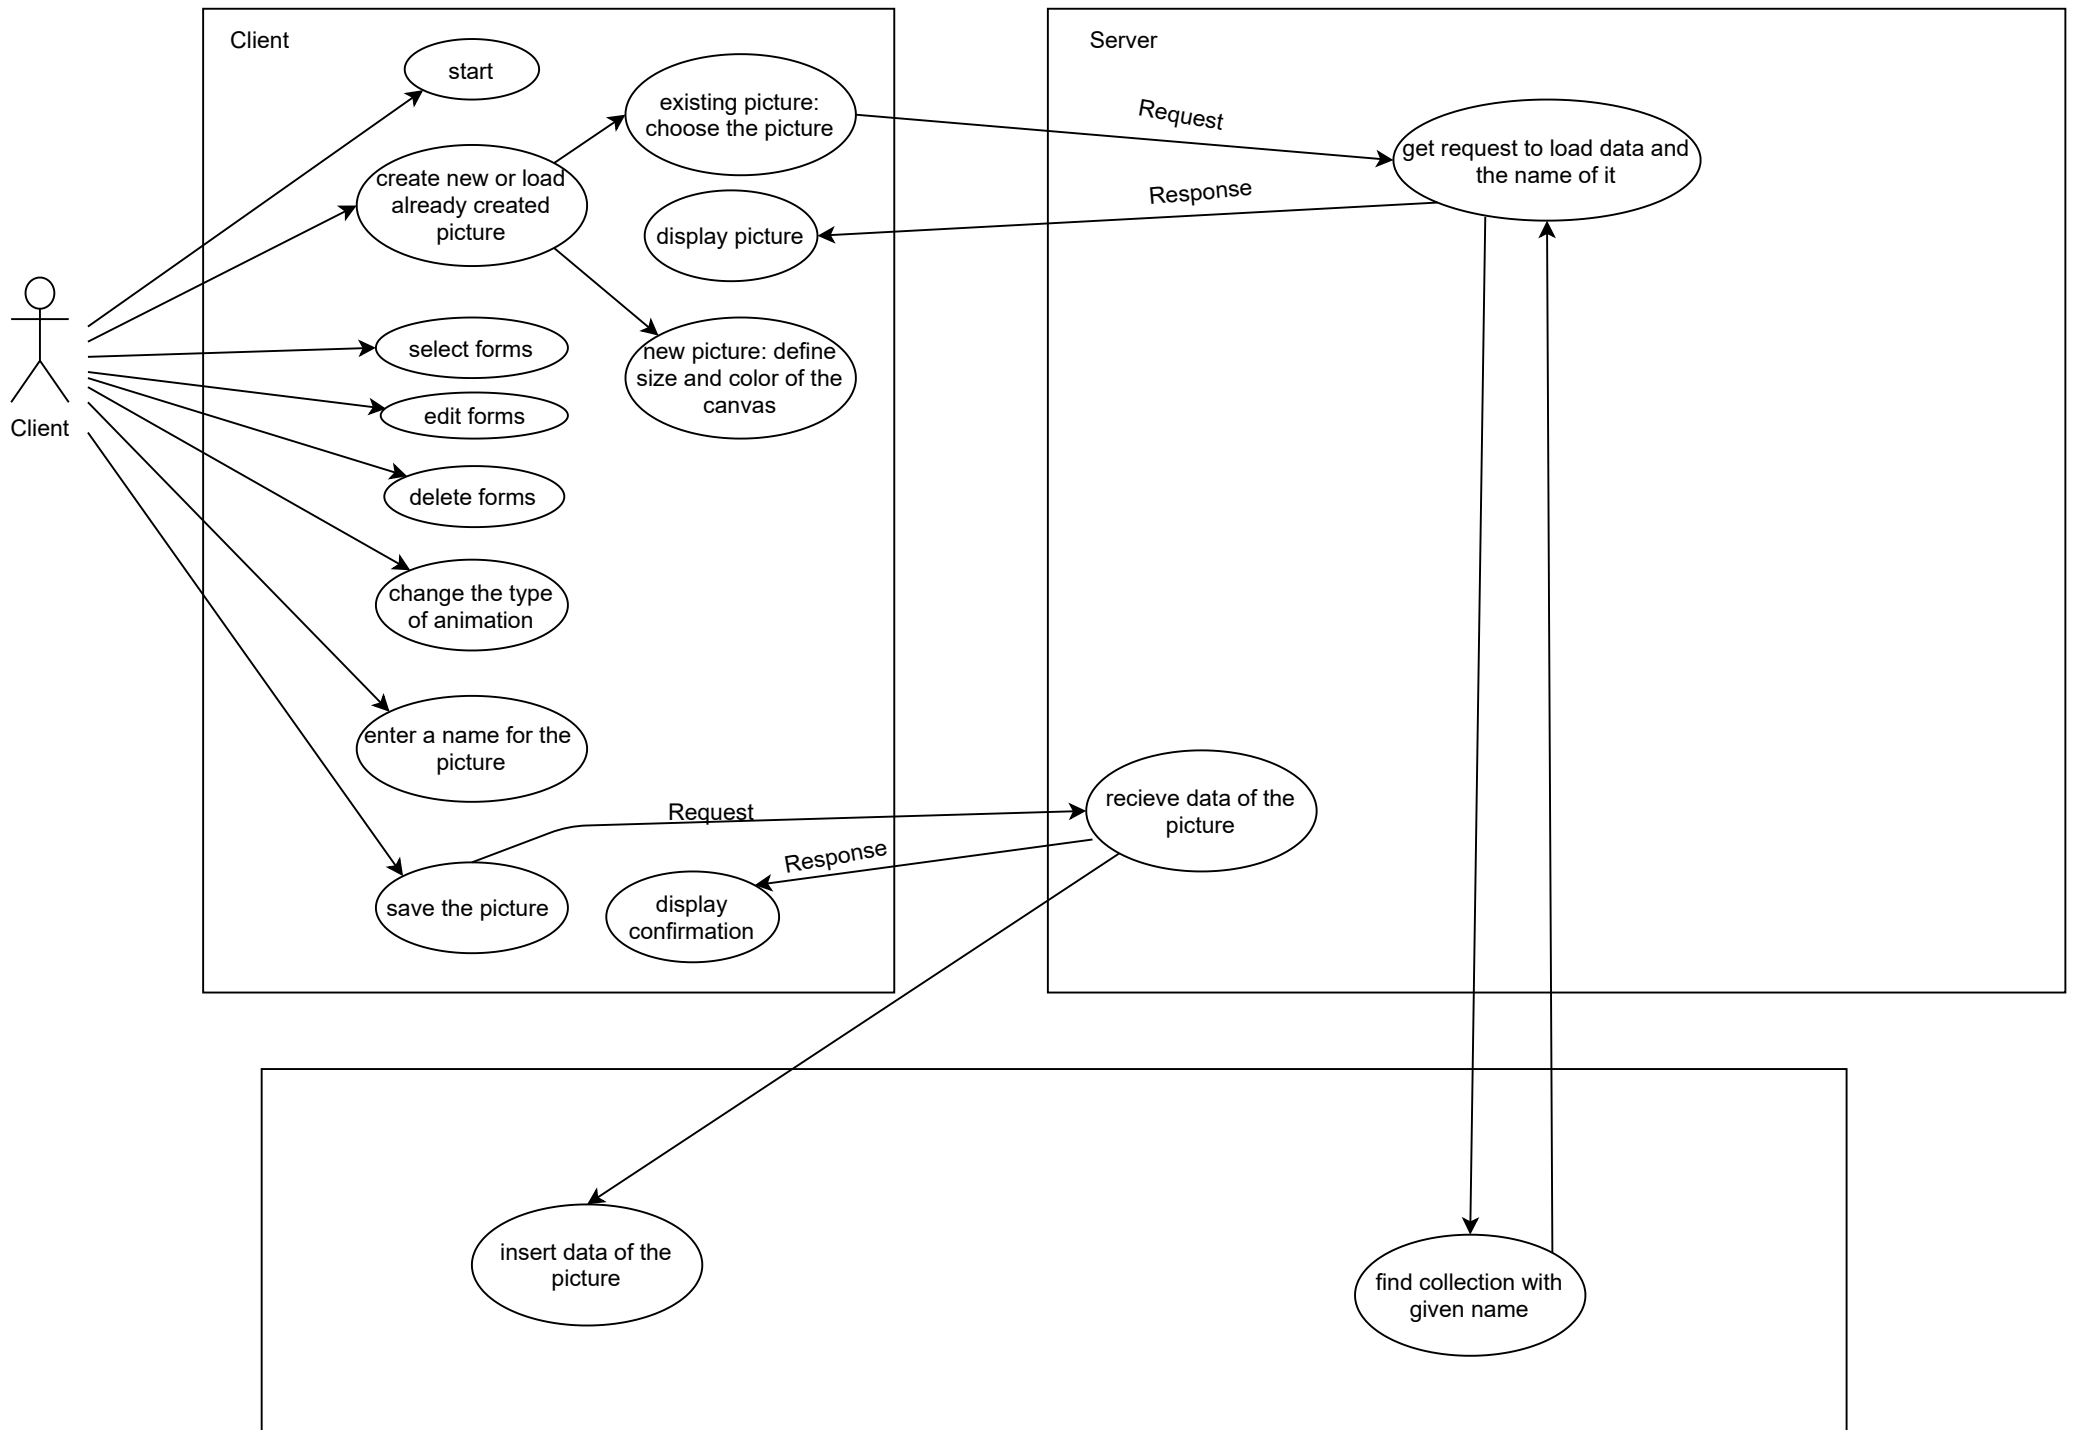 Client
start
existing picture:
choose the picture
create new or load
already created
picture
display picture
new picture: define
size and color of the
canvas
select forms
edit forms
delete forms
change the type
of animation
enter a name for the
picture
save the picture
display
confirmation
Client
Request
Response
Request
Response
Server
get request to load data and
the name of it
recieve data of the
picture
insert data of the
picture
find collection with
given name